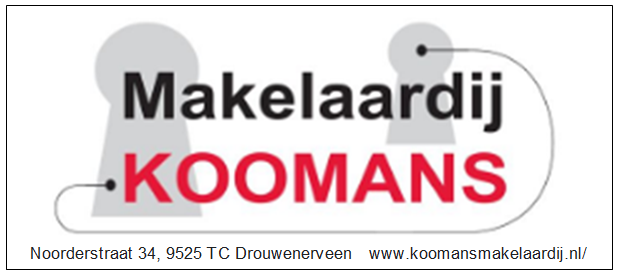 Makelaardij
KOOMANS
Noorderstraat 34, 9525 TC Drouwenerveen www.koomansmakelaardij.nl/